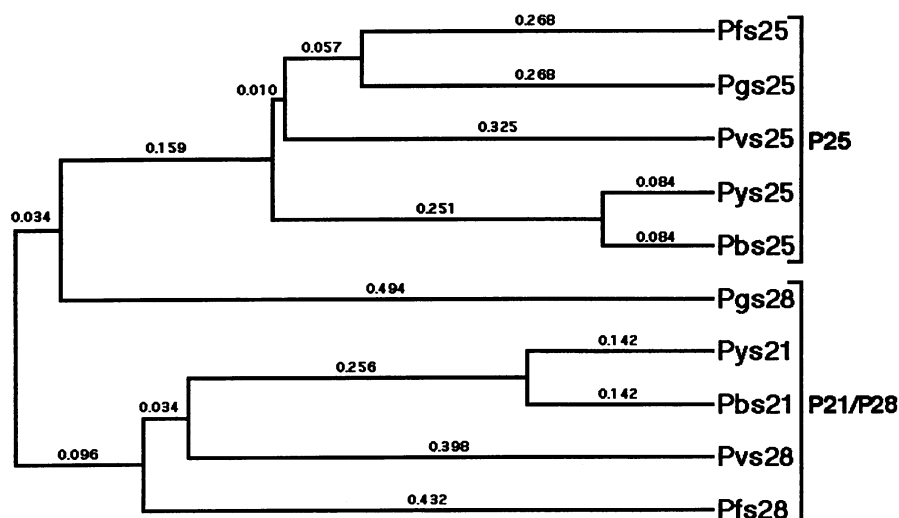 0.268
Pfs25
0.057
0.268
Pgs25
0.010
0.325
Pvs25
P25
0.159
0.084
Pys25
0.034
0.251
0.084
Pbs25
0.494
Pgs28
0.142
Pys21
0.256
0.142
Pbs21
P21/P28
0.034
0.398
Pvs28
0.096
0.432
Pfs28